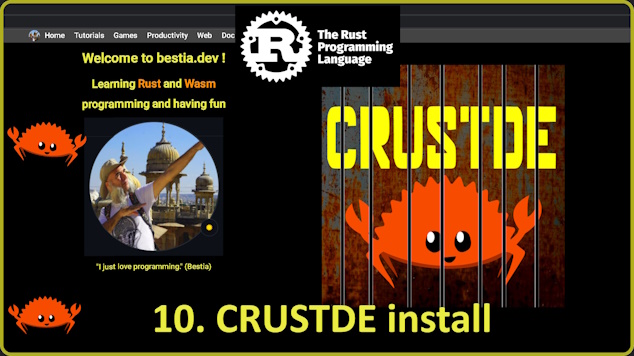 Home Tutorials Games Productivity Web Doc
Welcome to bestia.dev !
Learning Rust and Wasm
programming and having fun
"I just love programming." (Bestia)
R
The Rust
Programming
Language
CRUSTDE
10. CRUSTDE install